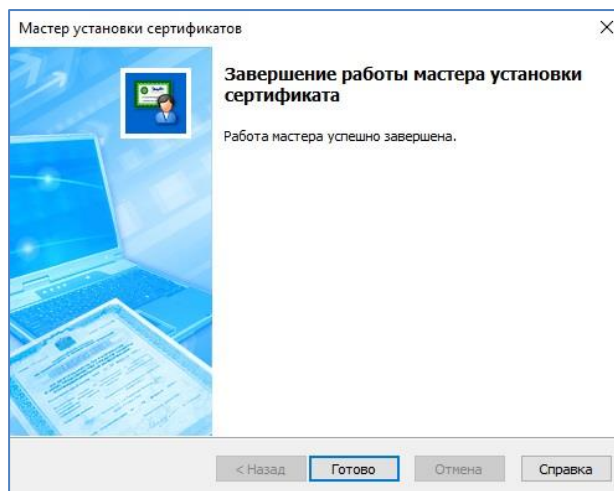 Мастер установки сертификатов
Завершение работы мастера установки
сертификата
Работа мастера успешно завершена.
< Назад
Готово
Отмена
Справка